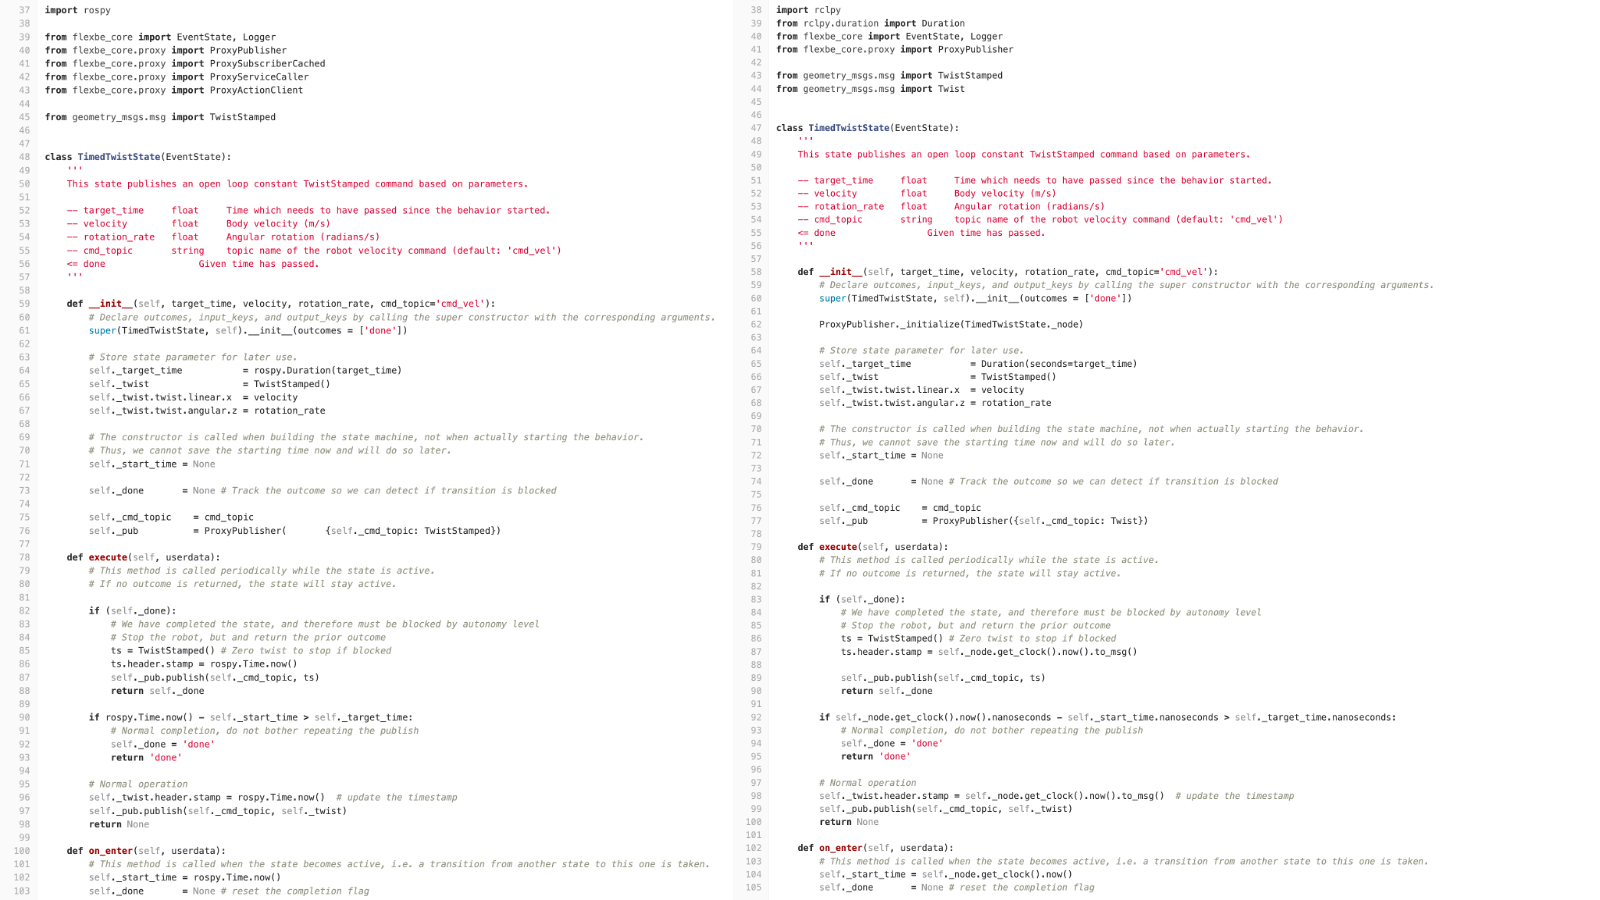 37 import rospy
38
39 from flexbe_core import EventState, Logger
40 from flexbe_core.proxy import ProxyPublisher
41 from flexbe_core.proxy import ProxySubscriberCached
42 from flexbe_core.proxy import ProxyServiceCaller
43 from flexbe_core.proxy import ProxyActionClient
44
45 from geometry_msgs.msg import TwistStamped
46
47
48 class TimedTwistState(EventState):
49     '''
50     This state publishes an open loop constant TwistStamped command based on parameters.
51
52     -- target_time     float     Time which needs to have passed since the behavior started.
53     -- velocity        float     Body velocity (m/s)
54     -- rotation_rate   float     Angular rotation (radians/s)
55     -- cmd_topic       string    topic name of the robot velocity command (default: 'cmd_vel')
56     <= done                 Given time has passed.
57     '''
58
59     def __init__(self, target_time, velocity, rotation_rate, cmd_topic='cmd_vel'):
60         # Declare outcomes, input_keys, and output_keys by calling the super constructor with the corresponding arguments.
61         super(TimedTwistState, self).__init__(outcomes = ['done'])
62
63         # Store state parameter for later use.
64         self._target_time           = rospy.Duration(target_time)
65         self._twist                 = TwistStamped()
66         self._twist.twist.linear.x  = velocity
67         self._twist.twist.angular.z = rotation_rate
68
69         # The constructor is called when building the state machine, not when actually starting the behavior.
70         # Thus, we cannot save the starting time now and will do so later.
71         self._start_time = None
72
73         self._done       = None # Track the outcome so we can detect if transition is blocked
74
75         self._cmd_topic    = cmd_topic
76         self._pub          = ProxyPublisher(       {self._cmd_topic: TwistStamped})
77
78     def execute(self, userdata):
79         # This method is called periodically while the state is active.
80         # If no outcome is returned, the state will stay active.
81
82         if (self._done):
83             # We have completed the state, and therefore must be blocked by autonomy level
84             # Stop the robot, but and return the prior outcome
85             ts = TwistStamped() # Zero twist to stop if blocked
86             ts.header.stamp = rospy.Time.now()
87             self._pub.publish(self._cmd_topic, ts)
88             return self._done
89
90         if rospy.Time.now() - self._start_time > self._target_time:
91             # Normal completion, do not bother repeating the publish
92             self._done = 'done'
93             return 'done'
94
95         # Normal operation
96         self._twist.header.stamp = rospy.Time.now()  # update the timestamp
97         self._pub.publish(self._cmd_topic, self._twist)
98         return None
99
100     def on_enter(self, userdata):
101         # This method is called when the state becomes active, i.e. a transition from another state to this one is taken.
102         self._start_time = rospy.Time.now()
103         self._done       = None # reset the completion flag
38 import rclpy
39 from rclpy.duration import Duration
40 from flexbe_core import EventState, Logger
41 from flexbe_core.proxy import ProxyPublisher
42
43 from geometry_msgs.msg import TwistStamped
44 from geometry_msgs.msg import Twist
45
46
47 class TimedTwistState(EventState):
48     '''
49     This state publishes an open loop constant TwistStamped command based on parameters.
50
51     -- target_time     float     Time which needs to have passed since the behavior started.
52     -- velocity        float     Body velocity (m/s)
53     -- rotation_rate   float     Angular rotation (radians/s)
54     -- cmd_topic       string    topic name of the robot velocity command (default: 'cmd_vel')
55     <= done                 Given time has passed.
56     '''
57
58     def __init__(self, target_time, velocity, rotation_rate, cmd_topic='cmd_vel'):
59         # Declare outcomes, input_keys, and output_keys by calling the super constructor with the corresponding arguments.
60         super(TimedTwistState, self).__init__(outcomes = ['done'])
61
62         ProxyPublisher._initialize(TimedTwistState._node)
63
64         # Store state parameter for later use.
65         self._target_time           = Duration(seconds=target_time)
66         self._twist                 = TwistStamped()
67         self._twist.twist.linear.x  = velocity
68         self._twist.twist.angular.z = rotation_rate
69
70         # The constructor is called when building the state machine, not when actually starting the behavior.
71         # Thus, we cannot save the starting time now and will do so later.
72         self._start_time = None
73
74         self._done       = None # Track the outcome so we can detect if transition is blocked
75
76         self._cmd_topic    = cmd_topic
77         self._pub          = ProxyPublisher({self._cmd_topic: Twist})
78
79     def execute(self, userdata):
80         # This method is called periodically while the state is active.
81         # If no outcome is returned, the state will stay active.
82
83         if (self._done):
84             # We have completed the state, and therefore must be blocked by autonomy level
85             # Stop the robot, but and return the prior outcome
86             ts = TwistStamped() # Zero twist to stop if blocked
87             ts.header.stamp = self._node.get_clock().now().to_msg()
88
89             self._pub.publish(self._cmd_topic, ts)
90             return self._done
91
92         if self._node.get_clock().now().nanoseconds - self._start_time.nanoseconds > self._target_time.nanoseconds:
93             # Normal completion, do not bother repeating the publish
94             self._done = 'done'
95             return 'done'
96
97         # Normal operation
98         self._twist.header.stamp = self._node.get_clock().now().to_msg()  # update the timestamp
99         self._pub.publish(self._cmd_topic, self._twist)
100         return None
101
102     def on_enter(self, userdata):
103         # This method is called when the state becomes active, i.e. a transition from another state to this one is taken.
104         self._start_time = self._node.get_clock().now()
105         self._done       = None # reset the completion flag